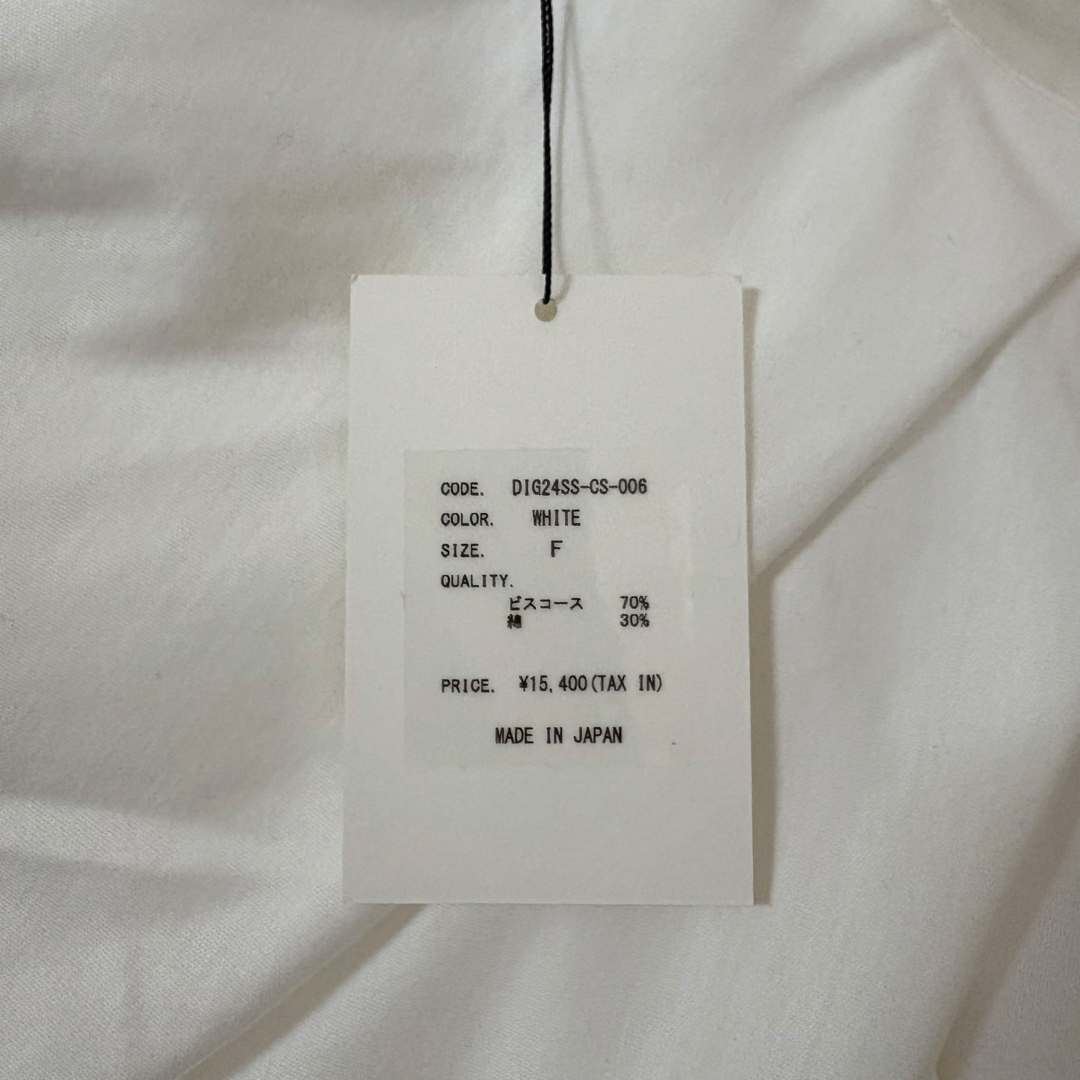 CODE. DIG24SS-CS-006
COLOR. WHITE
SIZE. F
QUALITY.
ビスコース 70%
綿 30%
PRICE. ¥15,400(TAX IN)
MADE IN JAPAN